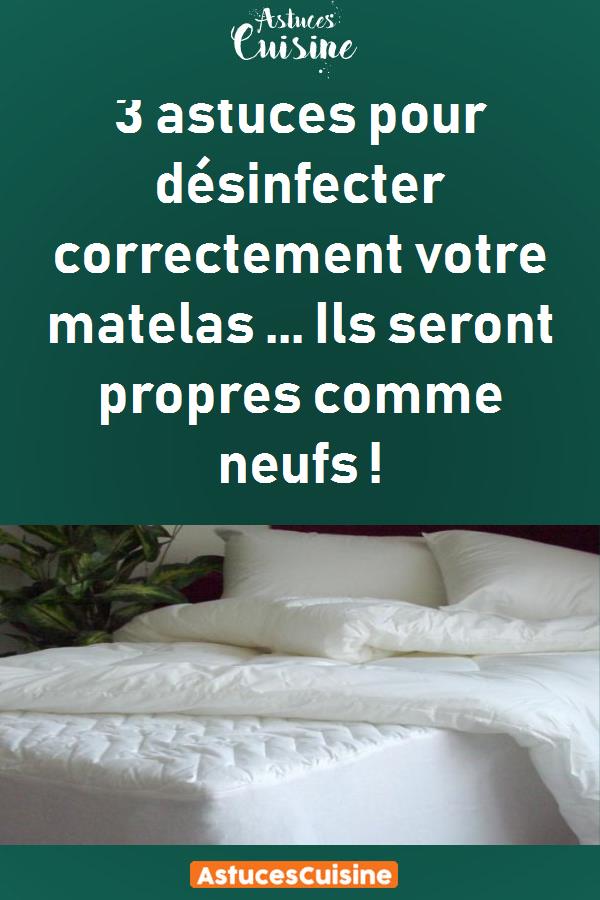 Astuces
Cuisine
3 astuces pour
désinfecter
correctement votre
matelas ... Ils seront
propres comme
neufs !
AstucesCuisine